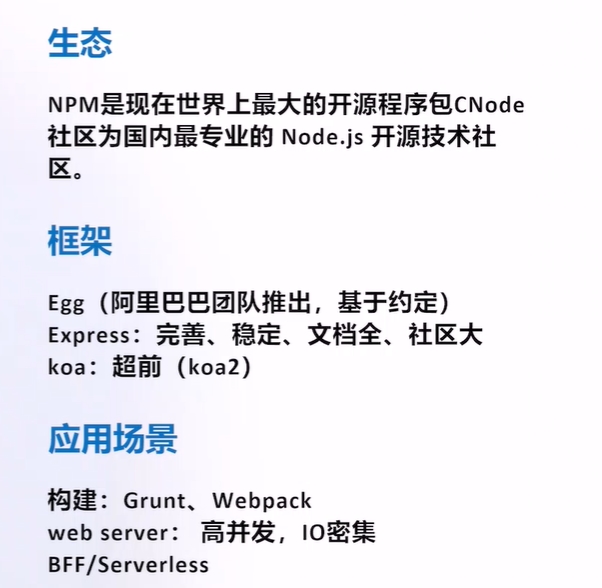 生态
NPM是现在世界上最大的开源程序包CNode
社区为国内最专业的 Node.js 开源技术社
区。
框架
Egg（阿里巴巴团队推出，基于约定）
Express：完善、稳定、文档全、社区大
koa：超前（koa2）
应用场景
构建：Grunt、Webpack
web server： 高并发，IO密集
BFF/Serverless